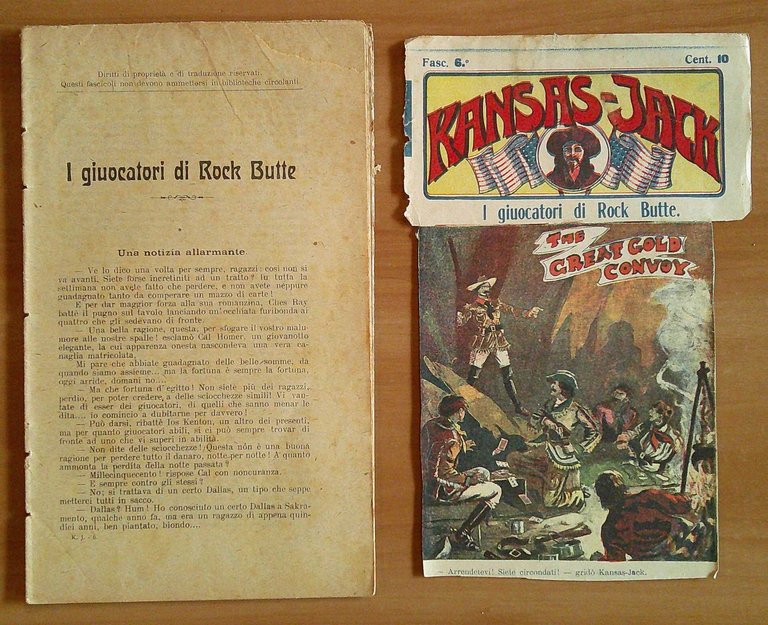 Diritti di proprietà e di traduzione riservati.
Questi fascicoli non devono ammettersi in biblioteche circolanti.
I giuocatori di Rock Butte
Una notizia allarmante.
— Ve lo dico una volta per sempre, ragazzi: così non si
va avanti. Siete forse incretiniti ad un tratto? in tutta la
settimana non avete fatto che perdere, e non avete neppure
guadagnato tanto da comperare un mazzo di carte!
E per dar maggior forza alla sua romanzina, Ches Ray
battè il pugno sul tavolo lanciando un'occhiata furibonda ai
quattro che gli sedevano di fronte.
— Una bella ragione, questa, per sfogare il vostro malu-
more alle nostre spalle! esclamò Cal Homer, un giovanotto
elegante, la cui apparenza onesta nascondeva una vera ca-
naglia matricolata.
Mi pare che abbiate guadagnato delle belle somme, da
quando siamo assieme.... ma la fortuna è sempre la fortuna,
oggi arride, domani no....
— Ma che fortuna d'egitto! Non siete più dei ragazzi,
perdio, per poter credere, a delle sciocchezze simili! Vi van-
tate di esser dei giuocatori, di quelli che sanno menar le
dita.... io comincio a dubitarne per davvero!
— Può darsi, ribattè Ios Kenton, un altro dei presenti,
ma per quanto giuocatori abili, si ci può sempre trovar di
fronte ad uno che vi superi in abilità.
— Non dite delle sciocchezze! Questa nòn è una buona
ragione per perdere tutto il danaro, notte per notte! A quanto
ammonta la perdita della notte passata?
— Millecinquecento! rispose Cal con noncuranza.
— E sempre contro gli stessi?
— No; si trattava di un certo Dallas, un tipo che seppe
metterci tutti in sacco.
— Dallas? Hum! Ho conosciuto un certo Dallas a Sakra-
mento, qualche anno fa, ma era un ragazzo di appena quin-
dici anni, ben piantato, biondo....
K. J. - 6.
Fasc. 6.° Cent. 10
KANSAS-JACK
I giuocatori di Rock Butte.
THE
GREAT GOLD
CONVOY
— Arrendetevi! Siete circondati! — gridò Kansas-Jack.